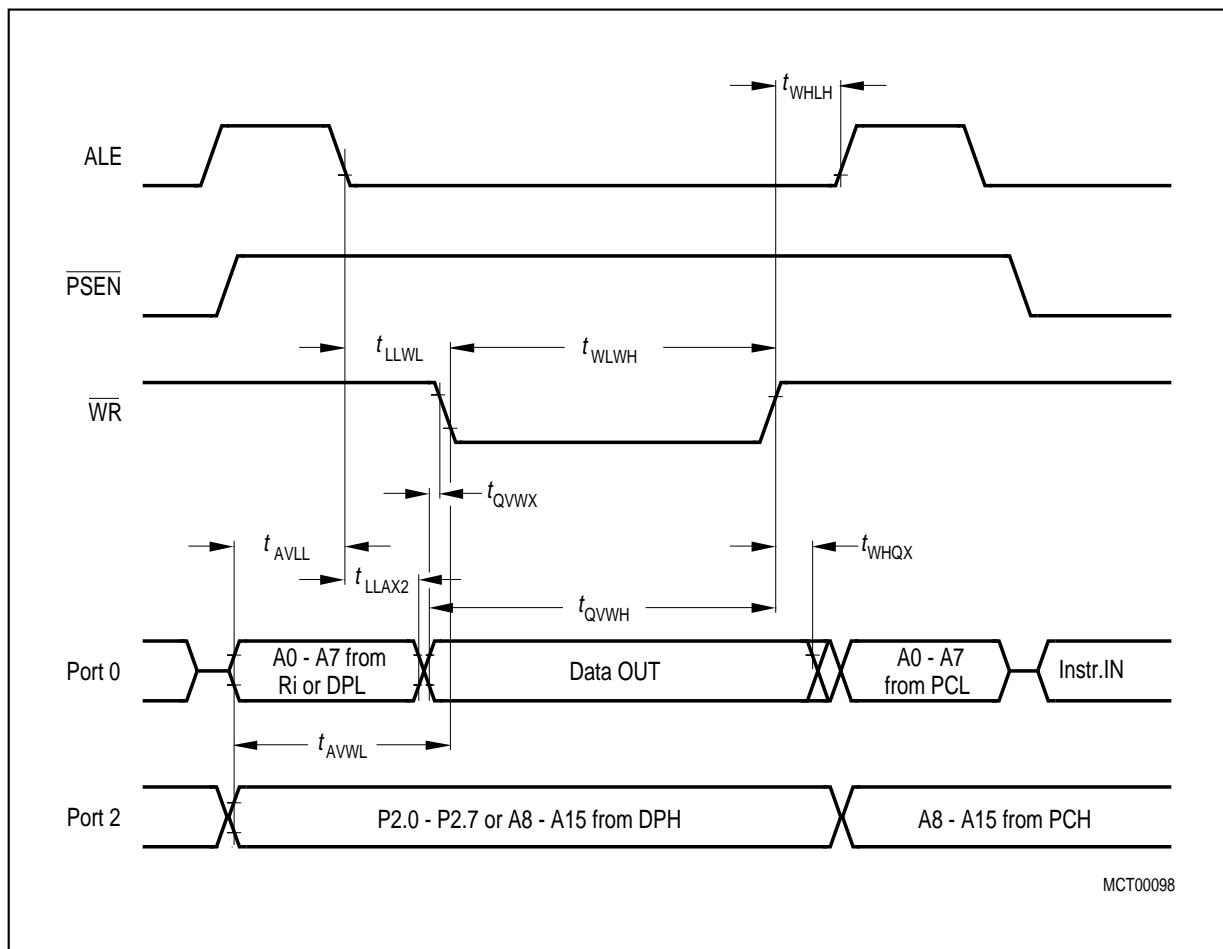 tWHLH
ALE
PSEN
tLLWL
tWLWH
WR
tQVWX
tAVLL
tWHQX
tLLAX2
tQVWH
Port 0
A0 - A7 from
Ri or DPL
Data OUT
A0 - A7
from PCL
Instr.IN
tAVWL
Port 2
P2.0 - P2.7 or A8 - A15 from DPH
A8 - A15 from PCH
MCT00098